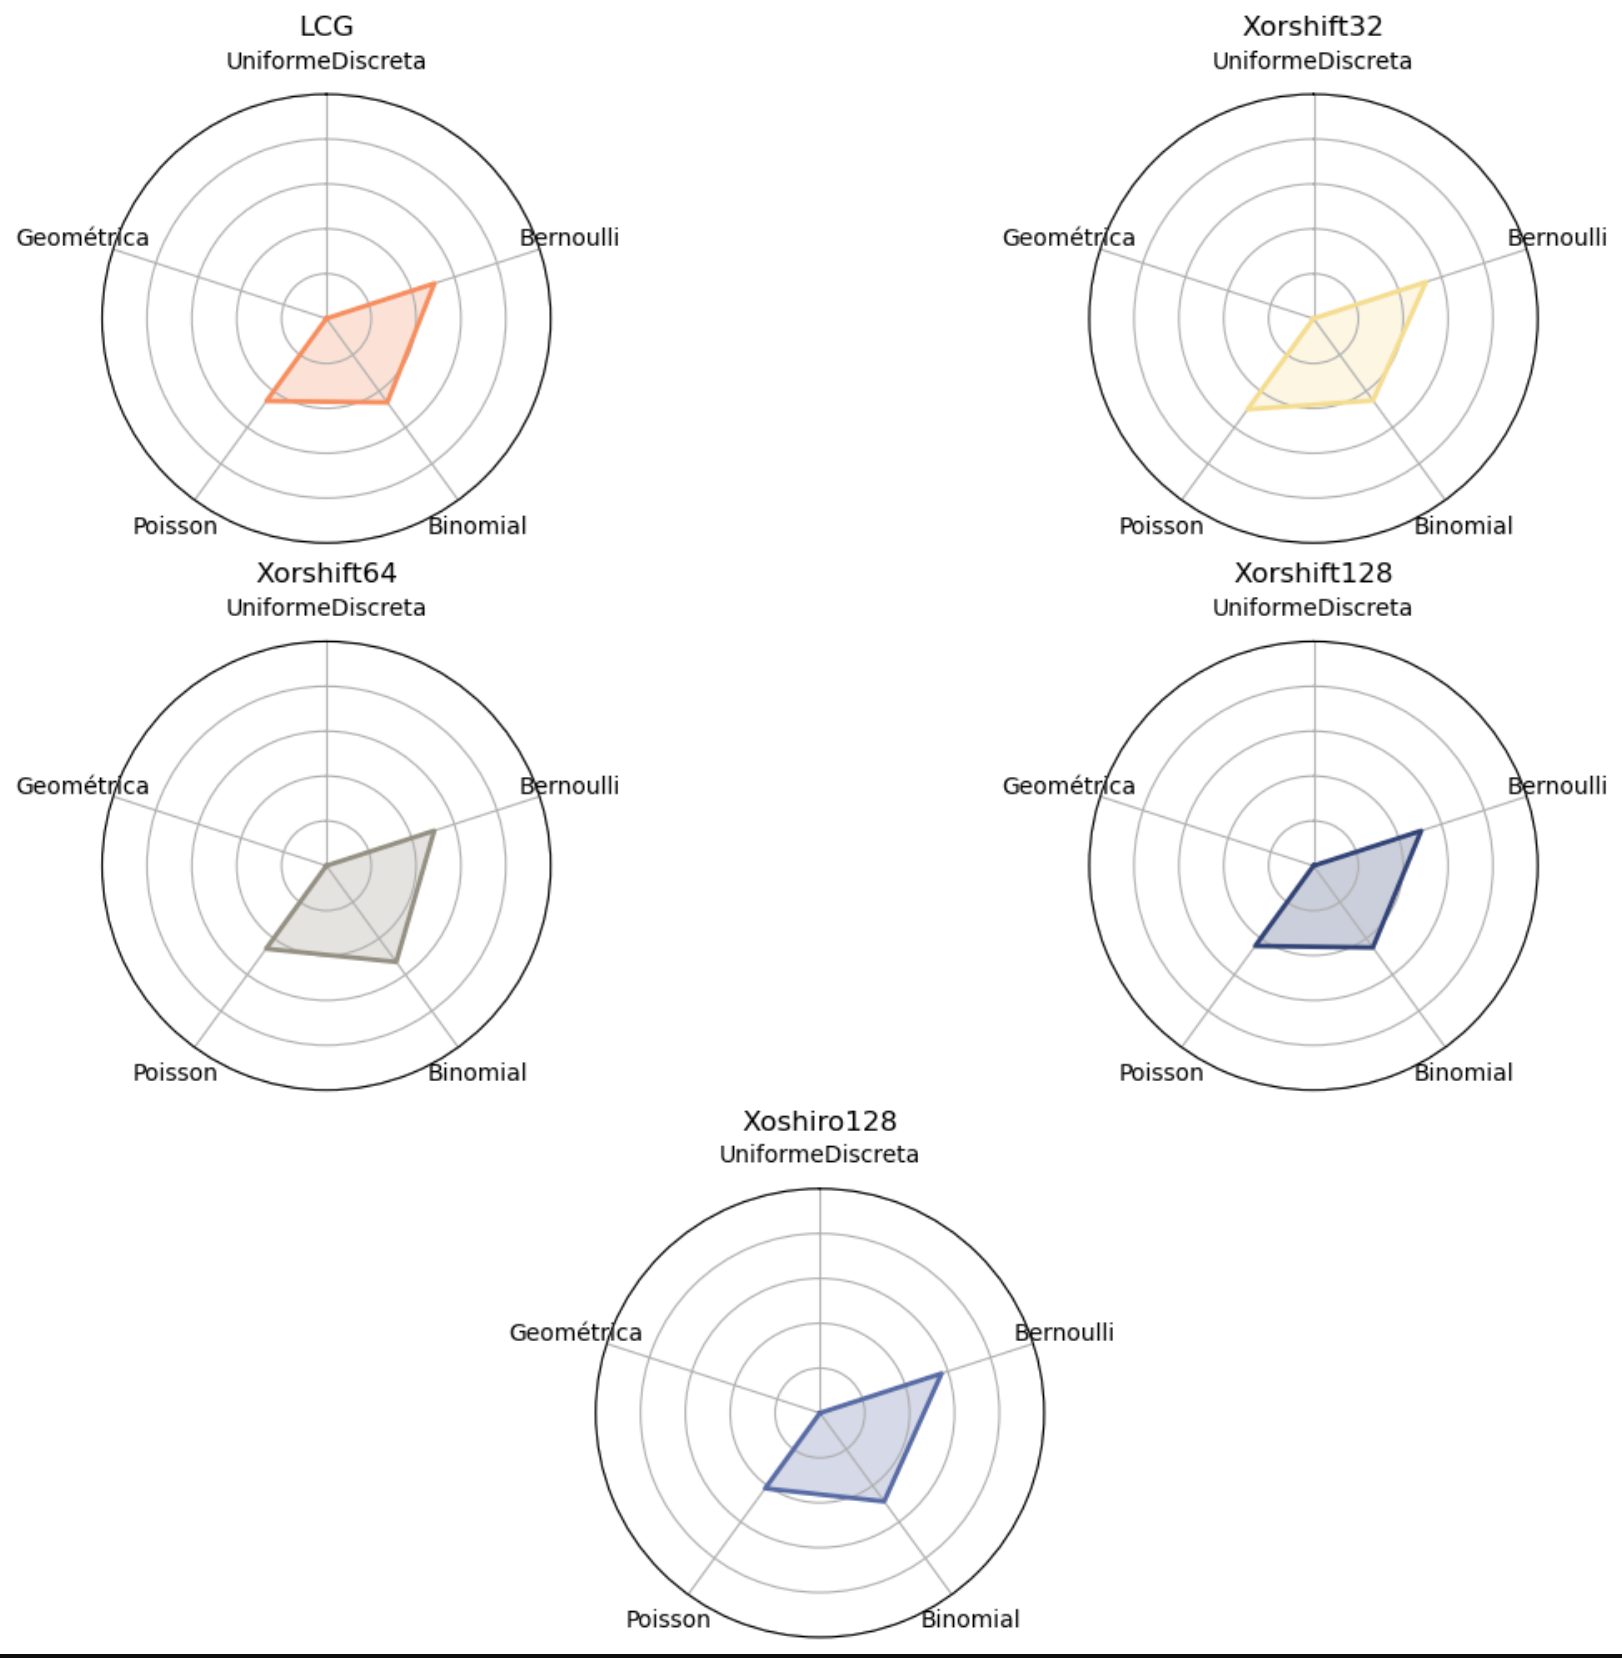 LCG
UniformeDiscreta
Geométrica
Bernoulli
Poisson
Binomial
Xorshift32
UniformeDiscreta
Geométrica
Bernoulli
Poisson
Binomial
Xorshift64
UniformeDiscreta
Geométrica
Bernoulli
Poisson
Binomial
Xorshift128
UniformeDiscreta
Geométrica
Bernoulli
Poisson
Binomial
Xoshiro128
UniformeDiscreta
Geométrica
Bernoulli
Poisson
Binomial